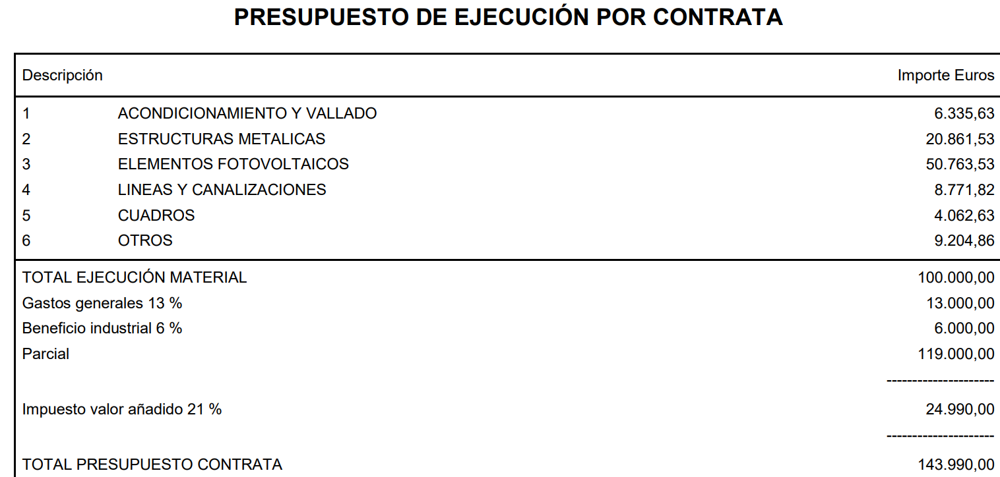 PRESUPUESTO DE EJECUCIÓN POR CONTRATA
Descripción Importe Euros
1 ACONDICIONAMIENTO Y VALLADO 6.335,63
2 ESTRUCTURAS METALICAS 20.861,53
3 ELEMENTOS FOTOVOLTAICOS 50.763,53
4 LINEAS Y CANALIZACIONES 8.771,82
5 CUADROS 4.062,63
6 OTROS 9.204,86
TOTAL EJECUCIÓN MATERIAL 100.000,00
Gastos generales 13 % 13.000,00
Beneficio industrial 6 % 6.000,00
Parcial 119.000,00
---------------------
Impuesto valor añadido 21 % 24.990,00
---------------------
TOTAL PRESUPUESTO CONTRATA 143.990,00